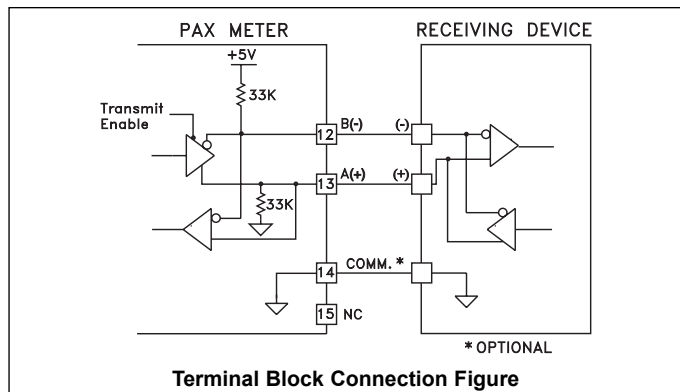 PAX METER
RECEIVING DEVICE
+5V
33K
Transmit
Enable
12
B(-)
(-)
13
A(+)
(+)
33K
14
COMM.*
15
NC
*OPTIONAL
Terminal Block Connection Figure